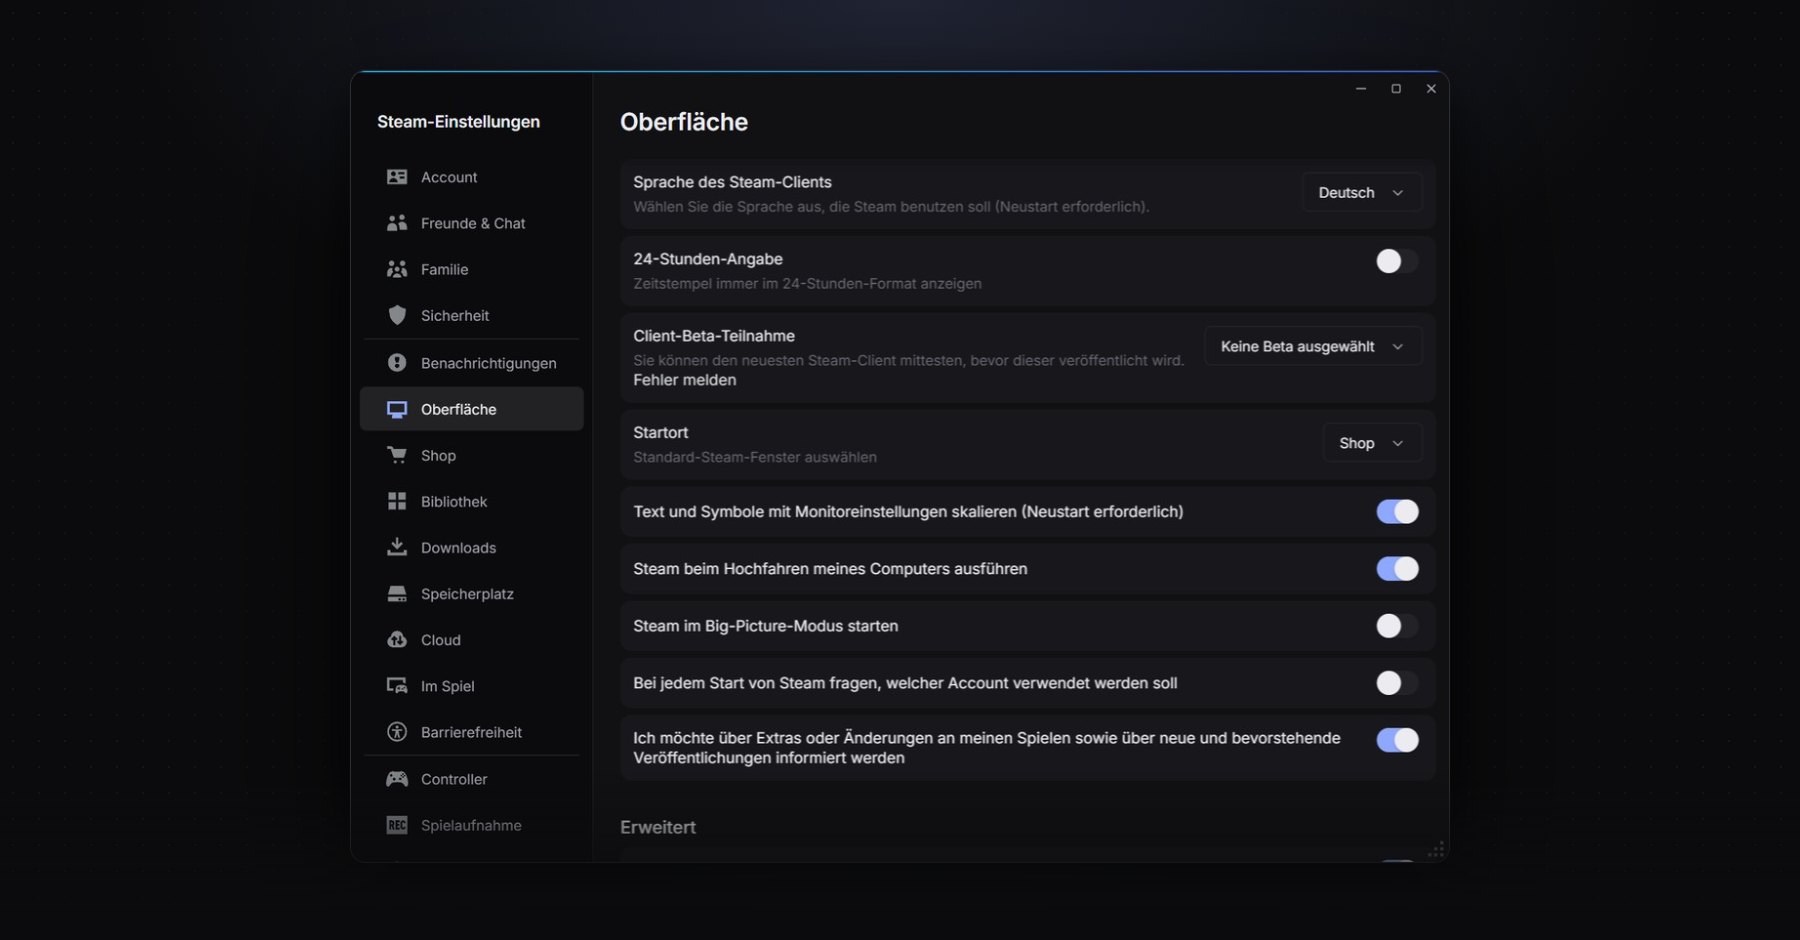 Steam-Einstellungen
Account
Freunde & Chat
Familie
Sicherheit
Benachrichtigungen
Oberfläche
Shop
Bibliothek
Downloads
Speicherplatz
Cloud
Im Spiel
Barrierefreiheit
Controller
REC
Spielaufnahme
Oberfläche
Sprache des Steam-Clients
Wählen Sie die Sprache aus, die Steam benutzen soll (Neustart erforderlich).
Deutsch
24-Stunden-Angabe
Zeitstempel immer im 24-Stunden-Format anzeigen
Client-Beta-Teilnahme
Sie können den neuesten Steam-Client mittesten, bevor dieser veröffentlicht wird.
Fehler melden
Keine Beta ausgewählt
Startort
Standard-Steam-Fenster auswählen
Shop
Text und Symbole mit Monitoreinstellungen skalieren (Neustart erforderlich)
Steam beim Hochfahren meines Computers ausführen
Steam im Big-Picture-Modus starten
Bei jedem Start von Steam fragen, welcher Account verwendet werden soll
Ich möchte über Extras oder Änderungen an meinen Spielen sowie über neue und bevorstehende
Veröffentlichungen informiert werden
Erweitert